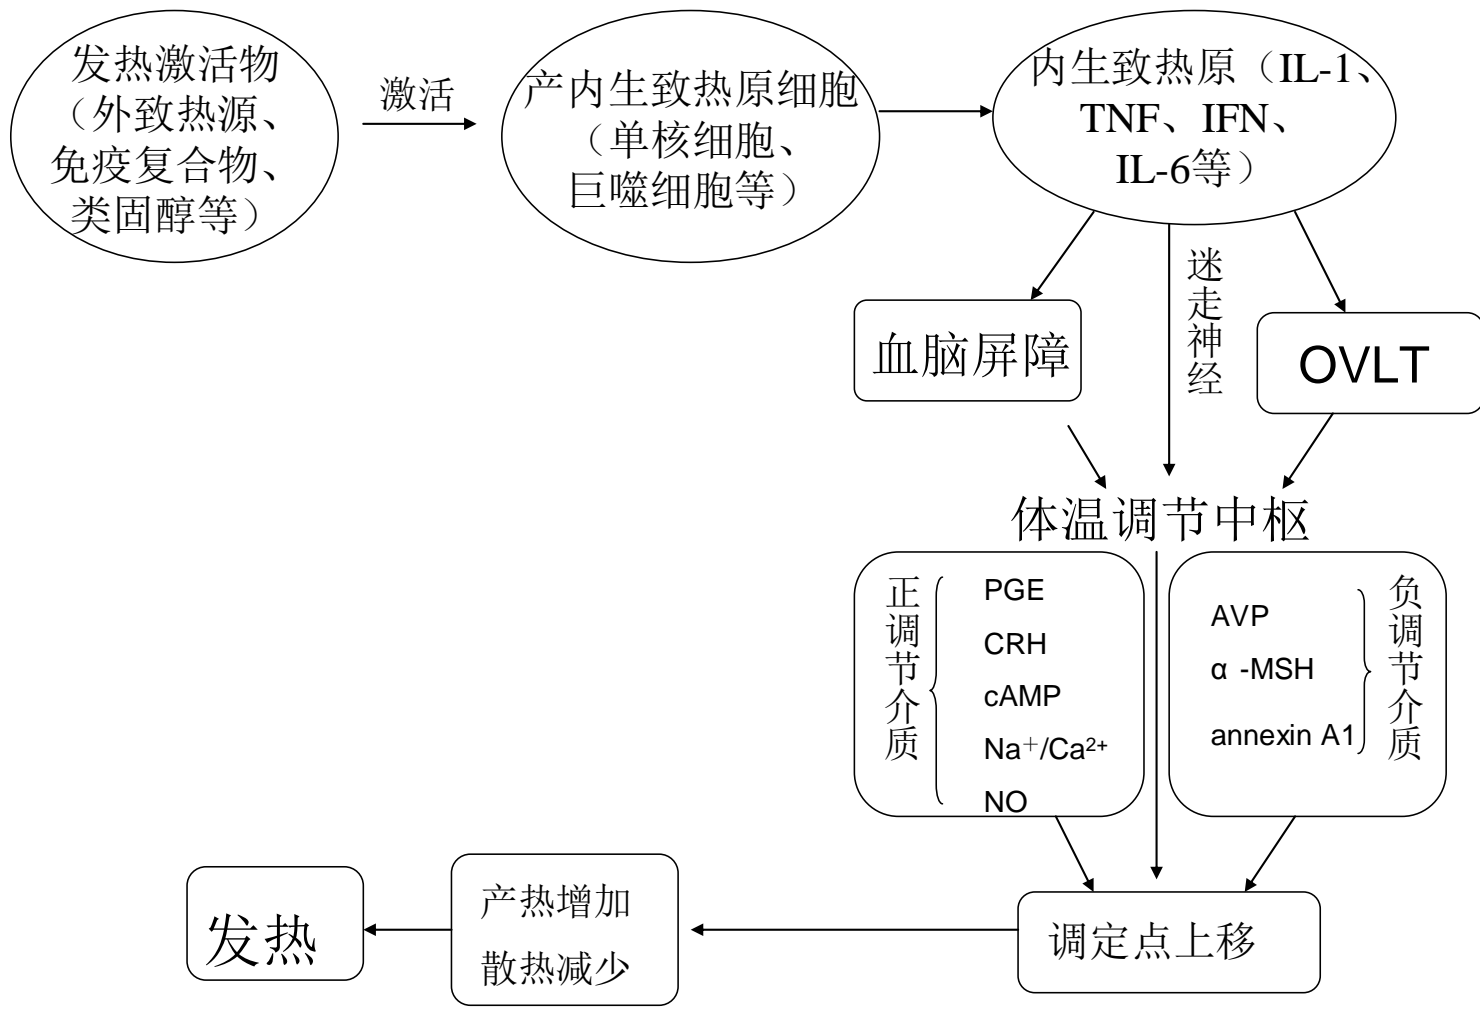 发热激活物
（外致热源、
免疫复合物、
类固醇等）
激活
产内生致热原细胞
（单核细胞、
巨噬细胞等）
内生致热原（IL-1、
TNF、IFN、
IL-6等）
血脑屏障
迷走神经
OVLT
体温调节中枢
正调节介质
PGE
CRH
cAMP
Na⁺/Ca²⁺
NO
AVP
α -MSH
annexin A1
负调节介质
调定点上移
产热增加
散热减少
发热